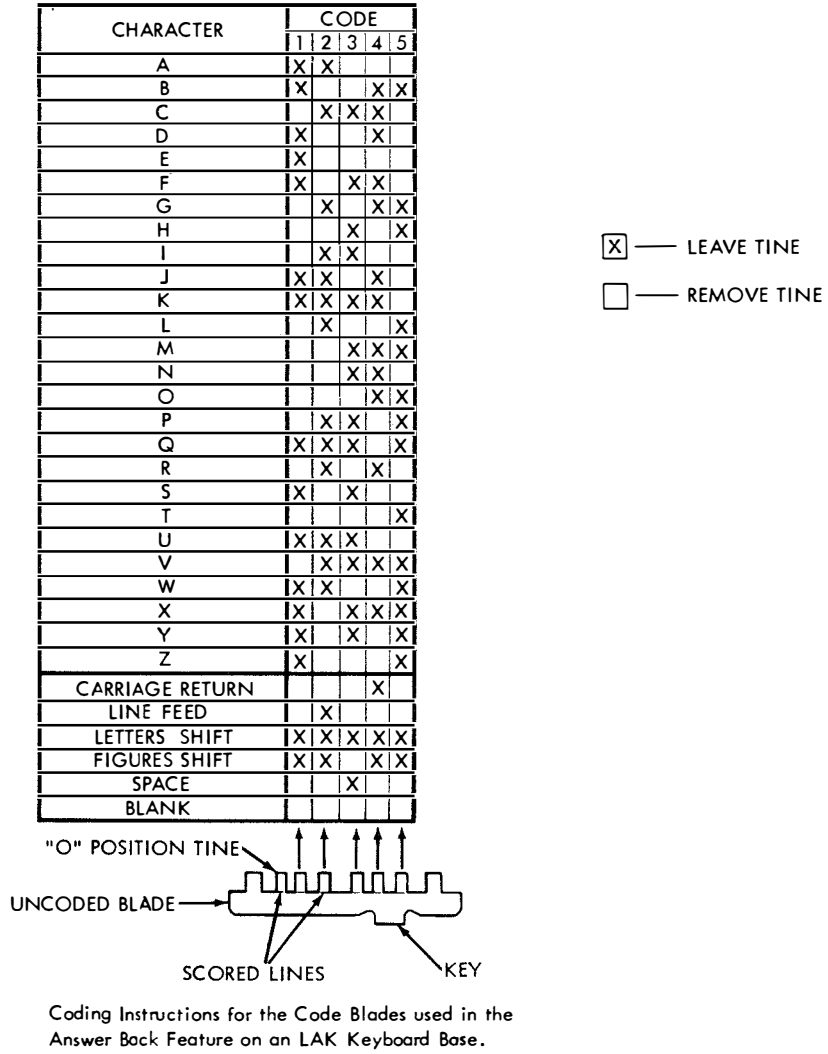 CHARACTER CODE
1 2 3 4 5
A X X
B X X X
C X X X
D X X
E X
F X X X
G X X X
H X X
I X X
J X X X
K X X X X
L X X
M X X X
N X X
O X X
P X X X
Q X X X X
R X X
S X X
T X
U X X X
V X X X X
W X X X
X X X X X
Y X X X
Z X X
CARRIAGE RETURN X
LINE FEED X
LETTERS SHIFT X X X X X
FIGURES SHIFT X X X X
SPACE X
BLANK
X LEAVE TINE
REMOVE TINE
"O" POSITION TINE
UNCODED BLADE
SCORED LINES
KEY
Coding Instructions for the Code Blades used in the
Answer Back Feature on an LAK Keyboard Base.